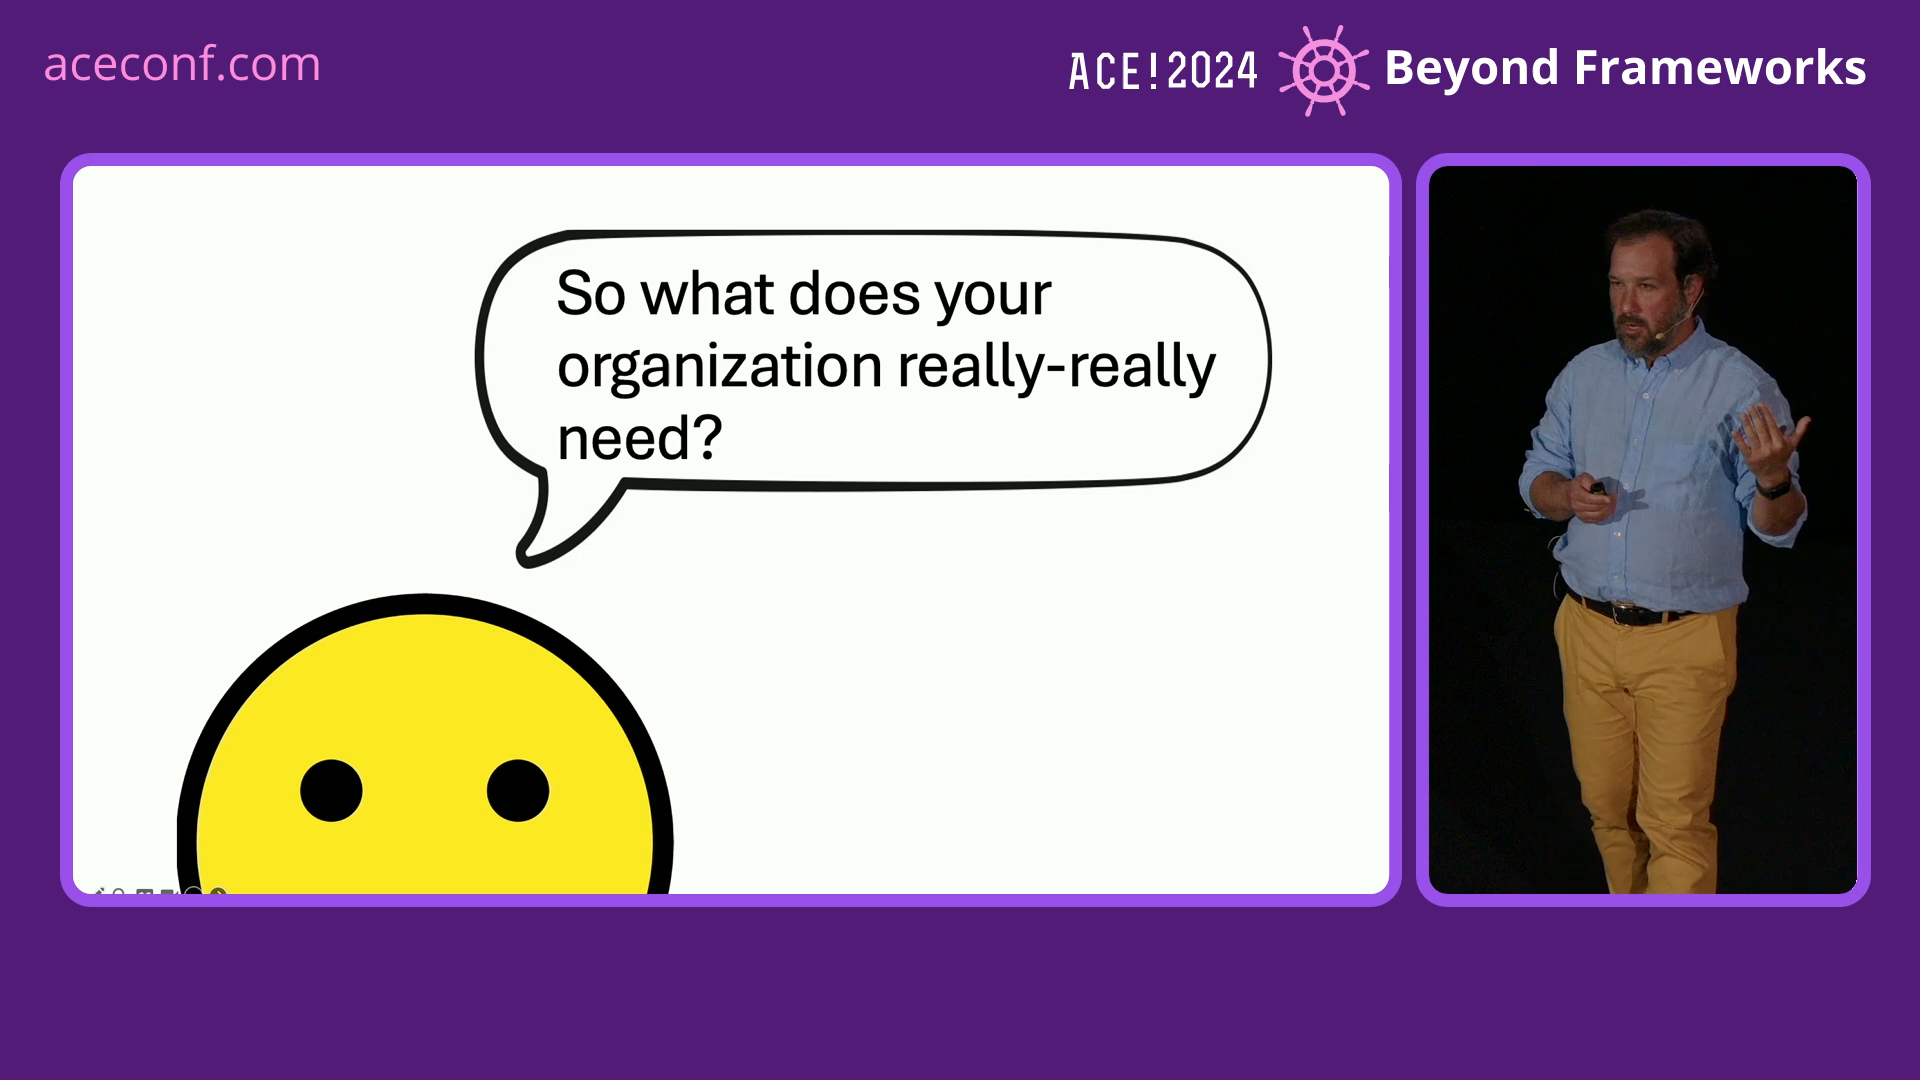 aceconf.com
ACE!2024 Beyond Frameworks
So what does your
organization really-really
need?